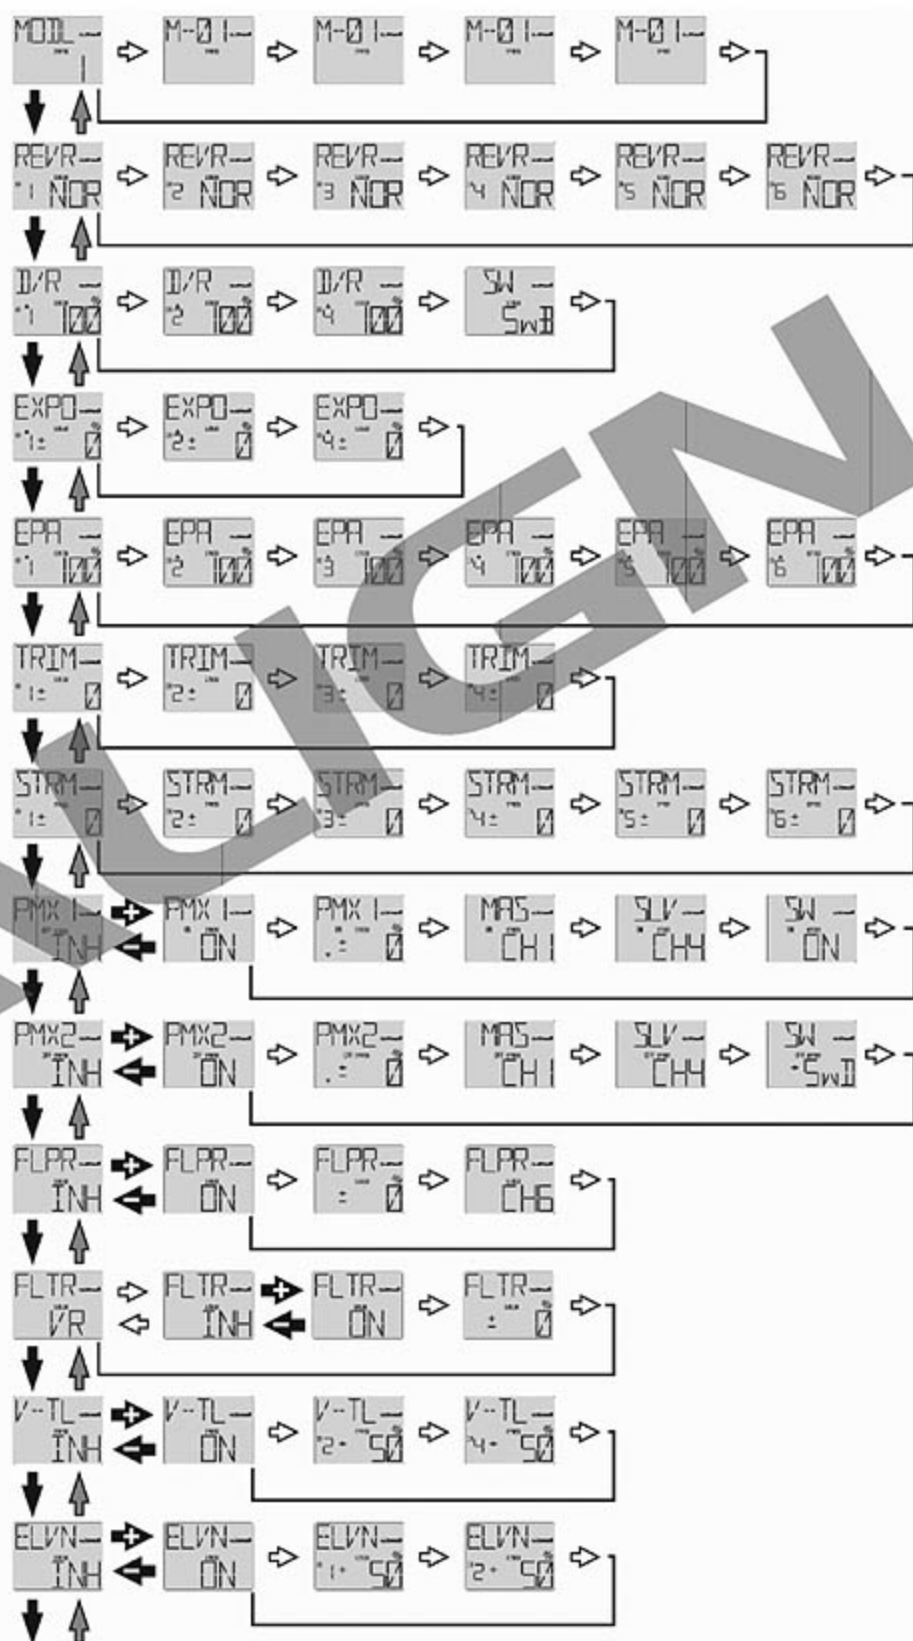 MODL 1 M--01 M--01 M--01 M--01
REVR REVR REVR REVR REVR REVR
1 NOR 2 NOR 3 NOR 4 NOR 5 NOR 6 NOR
D/R D/R D/R SW
1 100 % 2 100 % 4 100 % SwB
EXPO EXPO EXPO
1± 0 2± 0 4± 0
EPA EPA EPA EPA EPA EPA
1 100 % 2 100 % 3 100 % 4 100 % 5 100 % 6 100 %
TRIM TRIM TRIM TRIM
1± 0 2± 0 3± 0 4± 0
STRM STRM STRM STRM STRM STRM
1± 0 2± 0 3± 0 4± 0 5± 0 6± 0
PMX1 + PMX1 PMX1 MAS SLV SW
INH - ON ± 0 % CH1 CH4 ON
PMX2 + PMX2 PMX2 MAS SLV SW
INH - ON ± 0 % CH1 CH4 SwD
FLPR + FLPR FLPR FLPR
INH - ON ± 0 CH6
FLTR FLTR + FLTR FLTR
VR INH - ON ± 0 %
V--TL + V--TL V--TL V--TL
INH - ON 2+ 50 % 4+ 50 %
ELVN + ELVN ELVN ELVN
INH - ON 1+ 50 % 2+ 50 %
ALIGN